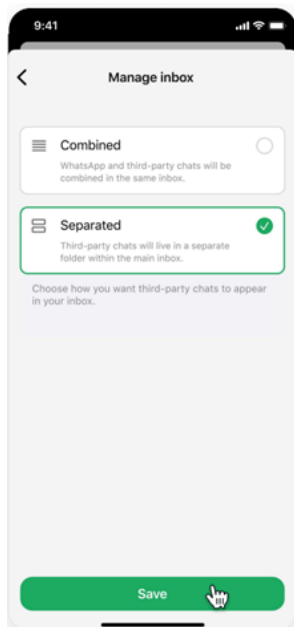 9:41
Manage inbox
Combined
WhatsApp and third-party chats will be
combined in the same inbox.
Separated
Third-party chats will live in a separate
folder within the main inbox.
Choose how you want third-party chats to appear
in your inbox.
Save